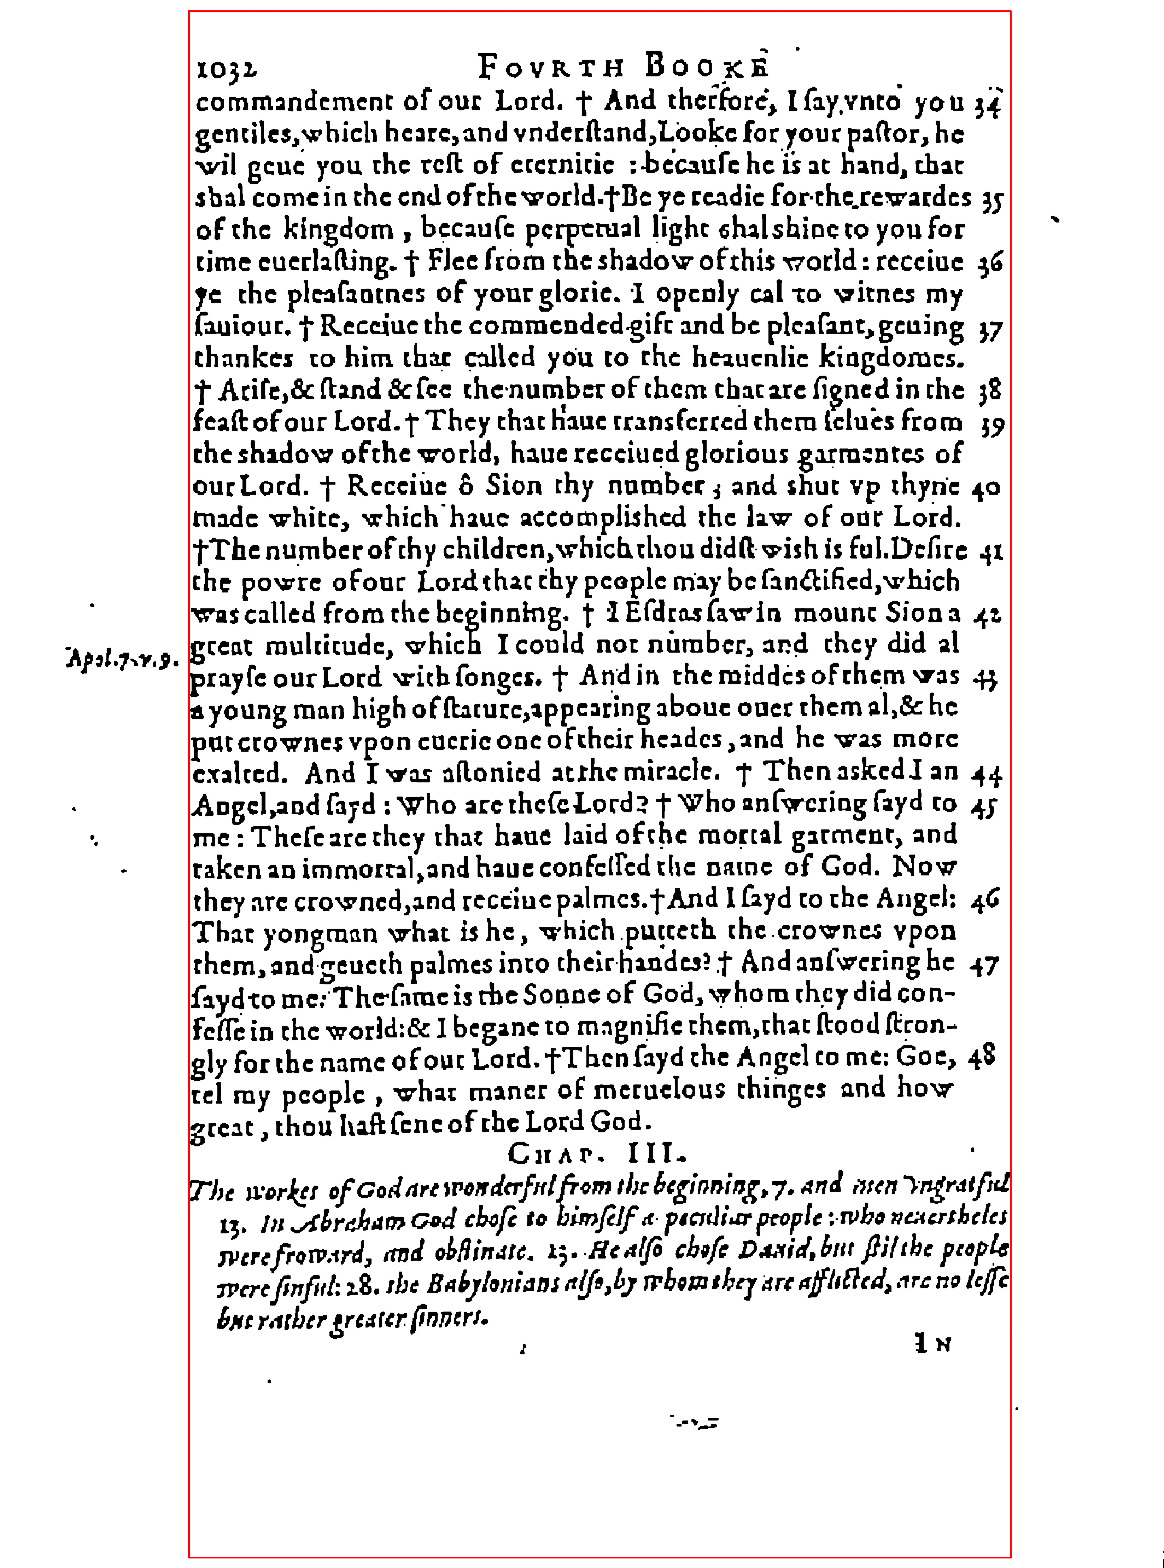 1032 FOVRTH BOOKE
commandement of our Lord. † And therfore, I ſay vnto you 34
gentiles, which heare, and vnderſtand, Looke for your paſtor, he
wil geue you the reſt of eternitie : becauſe he is at hand, that
shal come in the end of the world. † Be ye readie for the rewardes 35
of the kingdom , becauſe perpetual light shal shine to you for
time euerlaſting. † Flee from the shadow of this world : receiue 36
ye the pleaſantnes of your glorie. I openly cal to witnes my
ſauiour. † Receiue the commended gift and be pleaſant, geuing 37
thankes to him that called you to the heauenlie kingdomes.
† Ariſe, & ſtand & ſee the number of them that are ſigned in the 38
feaſt of our Lord. † They that haue tranſferred them ſelues from 39
the shadow of the world, haue receiued glorious garmentes of
our Lord. † Receiue ô Sion thy number ; and shut vp thyne 40
made white, which haue accomplished the law of our Lord.
† The number of thy children, which thou didſt wish is ful. Deſire 41
the powre of our Lord that thy people may be ſanctified, which
was called from the beginning. † I Eſdras ſaw in mount Sion a 42
great multitude, which I could not number, and they did al
Apol. 7. v. 9.
prayſe our Lord with ſonges. † And in the middes of them was 43
a young man high of ſtature, appearing aboue ouer them al, & he
put crownes vpon euerie one of their heades , and he was more
exalted. And I was aſtonied at the miracle. † Then asked I an 44
Angel, and ſayd : Who are theſe Lord? † Who anſwering ſayd to 45
me : Theſe are they that haue laid of the mortal garment, and
taken an immortal, and haue confeſſed the name of God. Now
they are crowned, and receiue palmes. † And I ſayd to the Angel: 46
That yongman what is he , which putteth the crownes vpon
them, and geueth palmes into their handes? † And anſwering he 47
ſayd to me: The ſame is the Sonne of God, whom they did con-
feſſe in the world: & I began to magnifie them, that ſtood ſtron-
gly for the name of our Lord. † Then ſayd the Angel to me: Goe, 48
tel my people , what maner of meruelous thinges and how
great , thou haſt ſene of the Lord God.
CHAP. III.
The workes of God are wonderful from the beginning, 7. and men vngratful
13. In Abraham God choſe to himſelf a peculiar people : who neuertheles
were froward, and obſtinate. 23. He alſo choſe Dauid, but ſtil the people
were ſinful: 28. the Babylonians alſo, by whom they are afflicted, are no leſſe
but rather greater ſinners.
IN